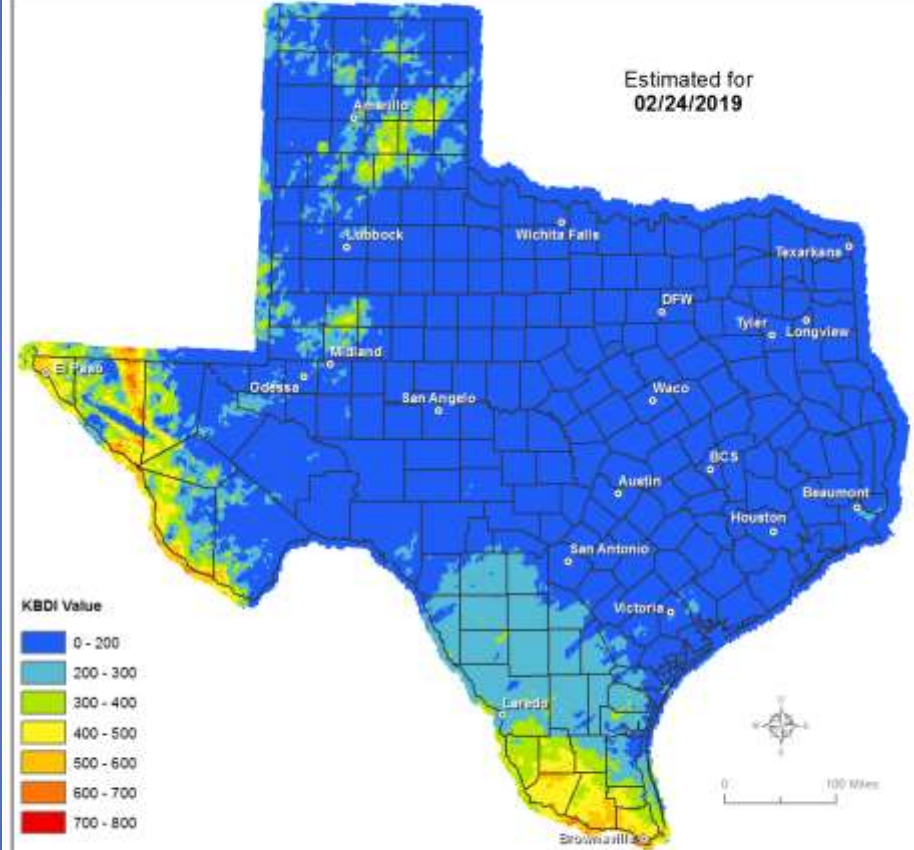 Estimated for
02/24/2019
Amarillo
Lubbock
Wichita Falls
Texarkana
DFW
Tyler
Longview
Midland
El Paso
Odessa
San Angelo
Waco
BCS
Austin
Beaumont
Houston
San Antonio
Victoria
Laredo
Brownsville
KBDI Value
0 - 200
200 - 300
300 - 400
400 - 500
500 - 600
600 - 700
700 - 800
0 100 Miles